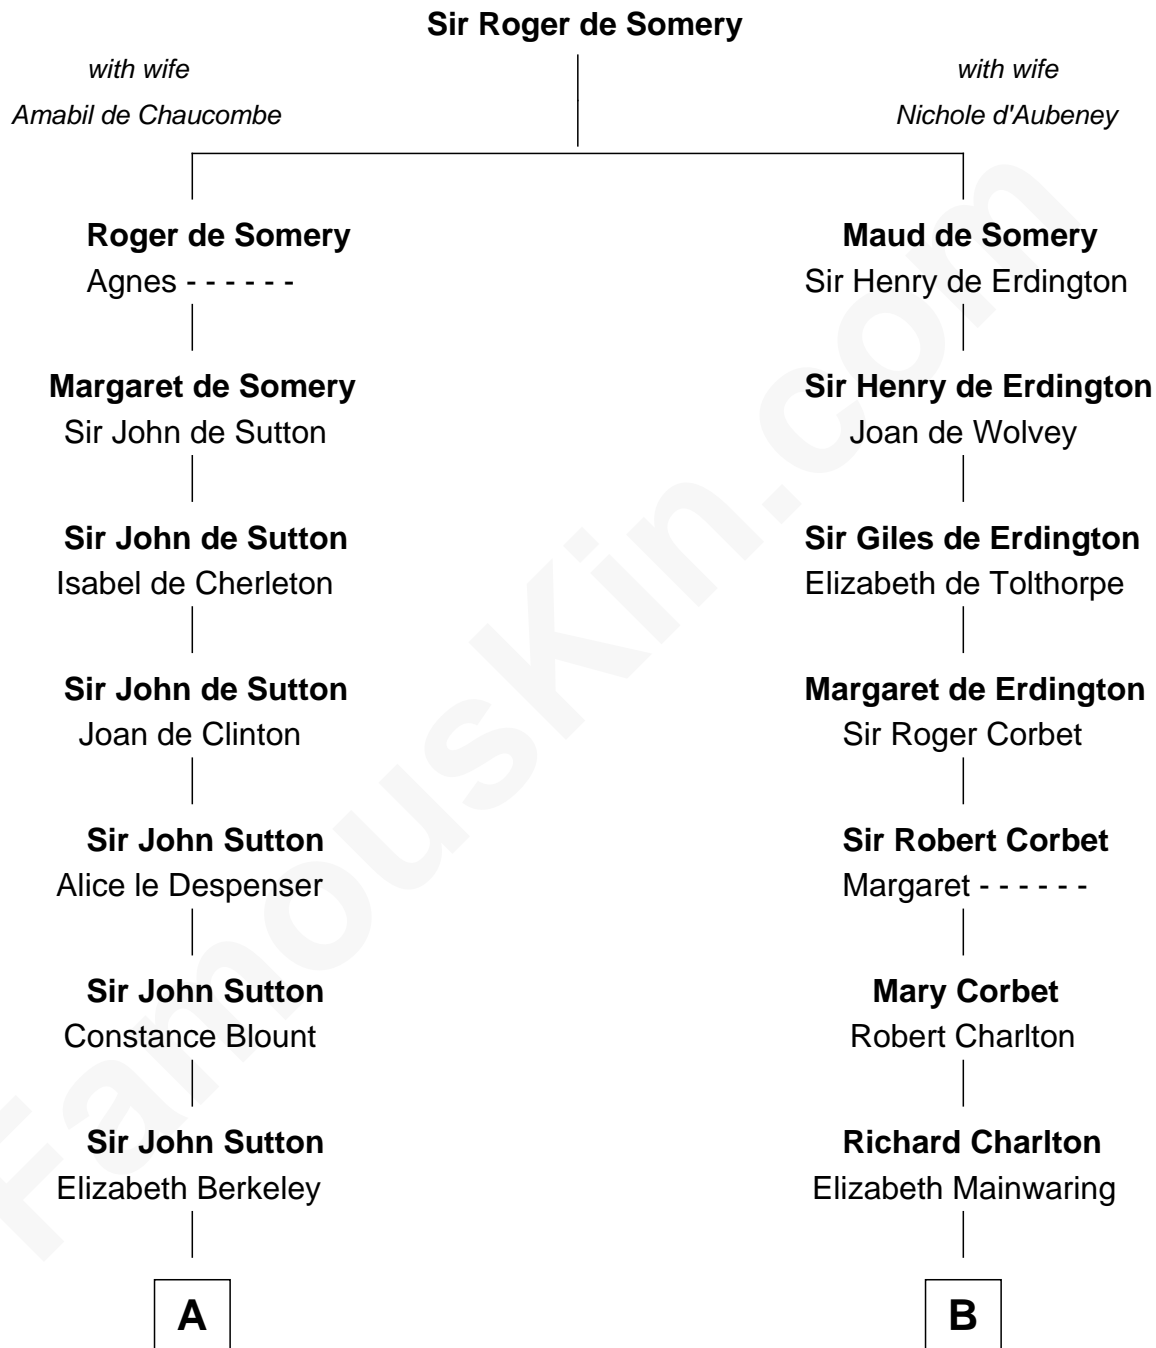 Sir Roger de Somery
with wife
Amabil de Chaucombe
with wife
Nichole d'Aubeney
Roger de Somery
Agnes - - - - - -
Maud de Somery
Sir Henry de Erdington
Margaret de Somery
Sir John de Sutton
Sir Henry de Erdington
Joan de Wolvey
Sir John de Sutton
Isabel de Cherleton
Sir Giles de Erdington
Elizabeth de Tolthorpe
Sir John de Sutton
Joan de Clinton
Margaret de Erdington
Sir Roger Corbet
Sir John Sutton
Alice le Despenser
Sir Robert Corbet
Margaret - - - - - -
Sir John Sutton
Constance Blount
Mary Corbet
Robert Charlton
Sir John Sutton
Elizabeth Berkeley
Richard Charlton
Elizabeth Mainwaring
A
B
FamousKin.com